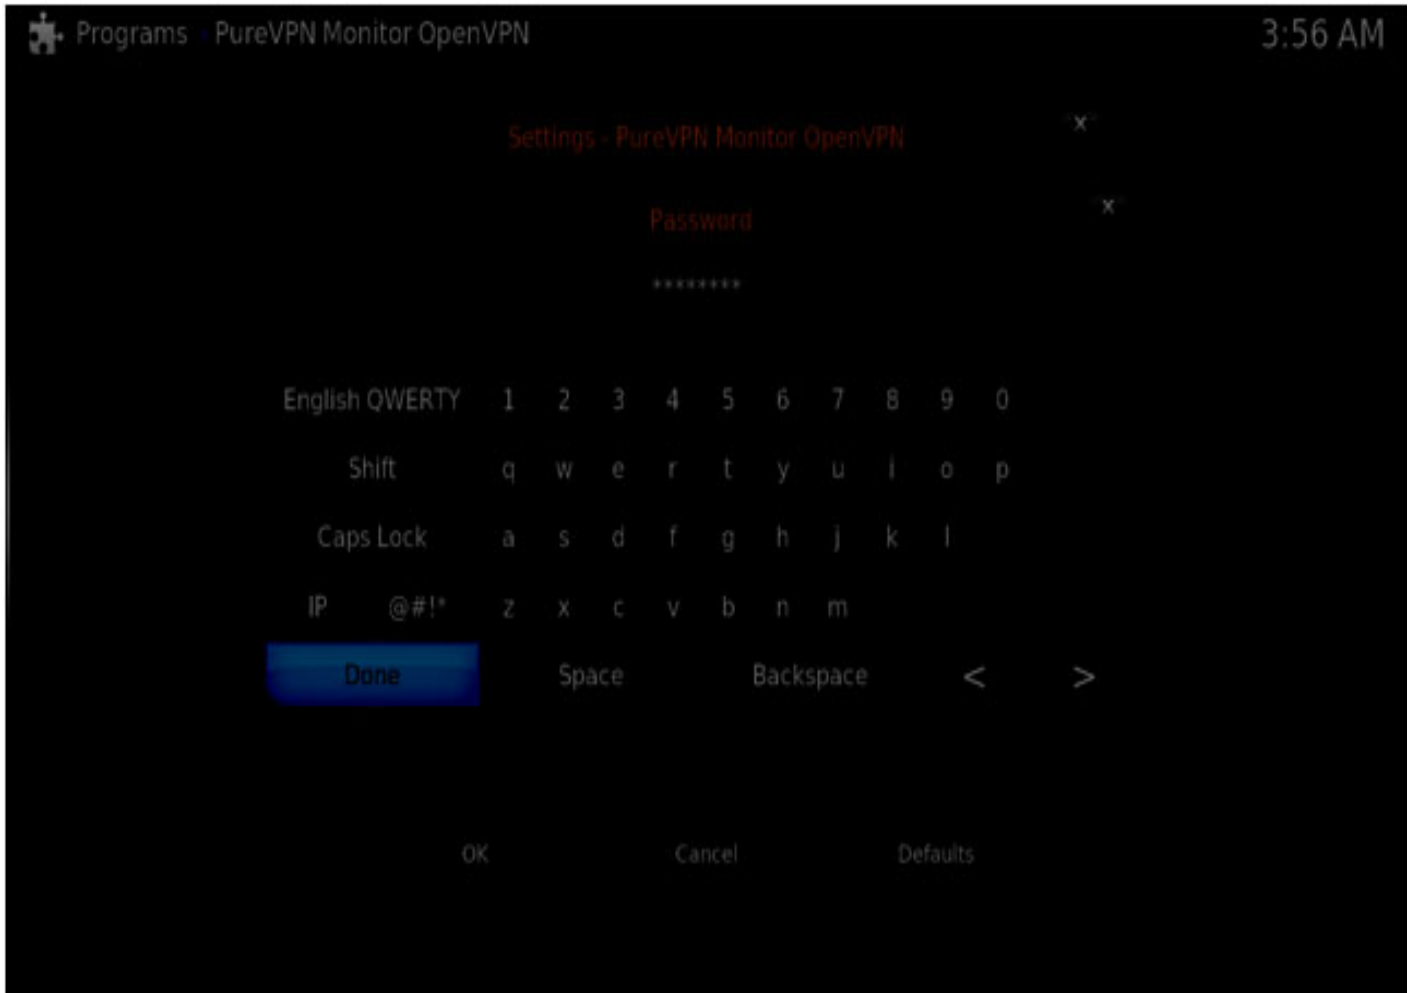 Programs - PureVPN Monitor OpenVPN 3:56 AM
Settings - PureVPN Monitor OpenVPN x
Password x
********
English QWERTY 1 2 3 4 5 6 7 8 9 0
Shift q w e r t y u i o p
Caps Lock a s d f g h j k l
IP @#!* z x c v b n m
Done Space Backspace < >
OK Cancel Defaults